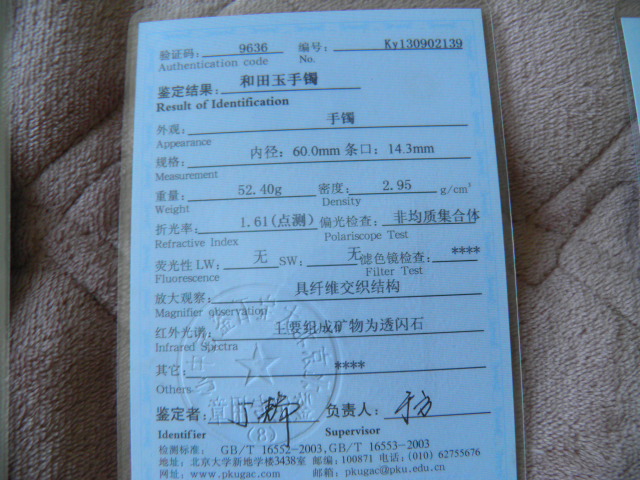 验证码: 9636 编号: Ky130902139
Authentication code No.
鉴定结果: 和田玉手镯
Result of Identification
外观: 手镯
Appearance
规格: 内径: 60.0mm 条口: 14.3mm
Measurement
重量: 52.40g 密度: 2.95 g/cm³
Weight Density
折光率: 1.61(点测) 偏光检查: 非均质集合体
Refractive Index Polariscope Test
荧光性 LW: 无 SW: 无 滤色镜检查: ****
Fluorescence Filter Test
放大观察: 具纤维交织结构
Magnifier observation
红外光谱: 主要组成矿物为透闪石
Infrared Spectra
其它: ****
Others
鉴定者: 负责人:
Identifier Supervisor
(8)
检测标准: GB/T 16552-2003, GB/T 16553-2003
地址: 北京大学新地学楼3438室 邮编: 100871 电话: (010) 62755676
网址: www.pkugac.com 邮箱: pkugac@pku.edu.cn